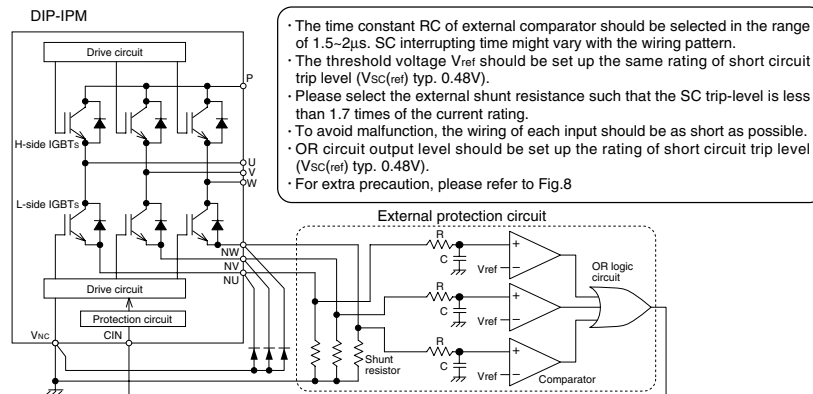 DIP-IPM
Drive circuit
P
H-side IGBTs
U
V
W
L-side IGBTs
NW
NV
NU
Drive circuit
Protection circuit
VNC
CIN
· The time constant RC of external comparator should be selected in the range
of 1.5~2μs. SC interrupting time might vary with the wiring pattern.
· The threshold voltage Vref should be set up the same rating of short circuit
trip level (VSC(ref) typ. 0.48V).
· Please select the external shunt resistance such that the SC trip-level is less
than 1.7 times of the current rating.
· To avoid malfunction, the wiring of each input should be as short as possible.
· OR circuit output level should be set up the rating of short circuit trip level
(VSC(ref) typ. 0.48V).
· For extra precaution, please refer to Fig.8
External protection circuit
R
C
Vref
+
−
OR logic
circuit
R
C
Vref
+
−
R
C
Vref
+
−
Shunt
resistor
Comparator